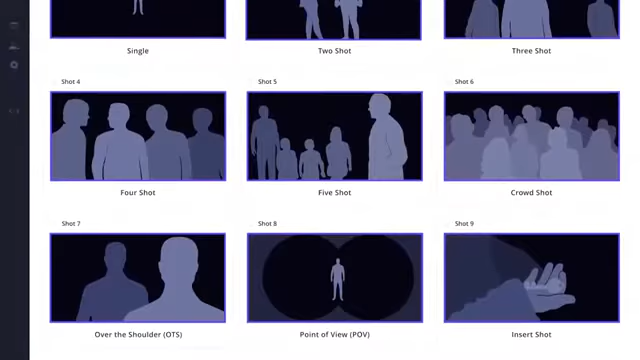 Single
Two Shot
Three Shot
Shot 4
Shot 5
Shot 6
Four Shot
Five Shot
Crowd Shot
Shot 7
Shot 8
Shot 9
Over the Shoulder (OTS)
Point of View (POV)
Insert Shot